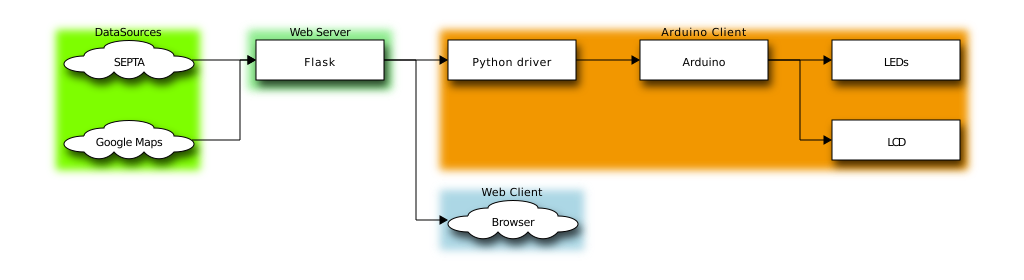 DataSources
Web Server
Arduino Client
SEPTA
Flask
Python driver
Arduino
LEDs
Google Maps
LCD
Web Client
Browser